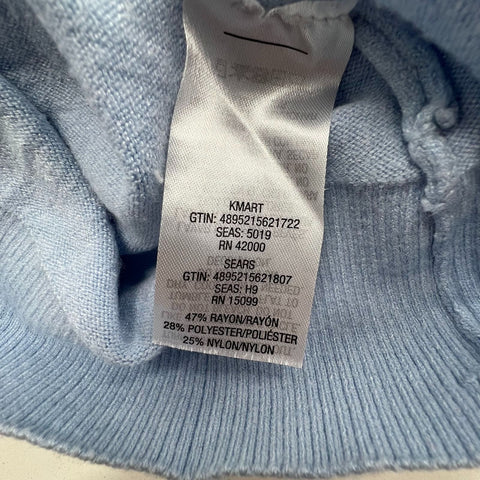 KMART
GTIN: 4895215621722
SEAS: 5019
RN 42000
SEARS
GTIN: 4895215621807
SEAS: H9
RN 15099
47% RAYON/RAYÓN
28% POLYESTER/POLIÉSTER
25% NYLON/NYLON